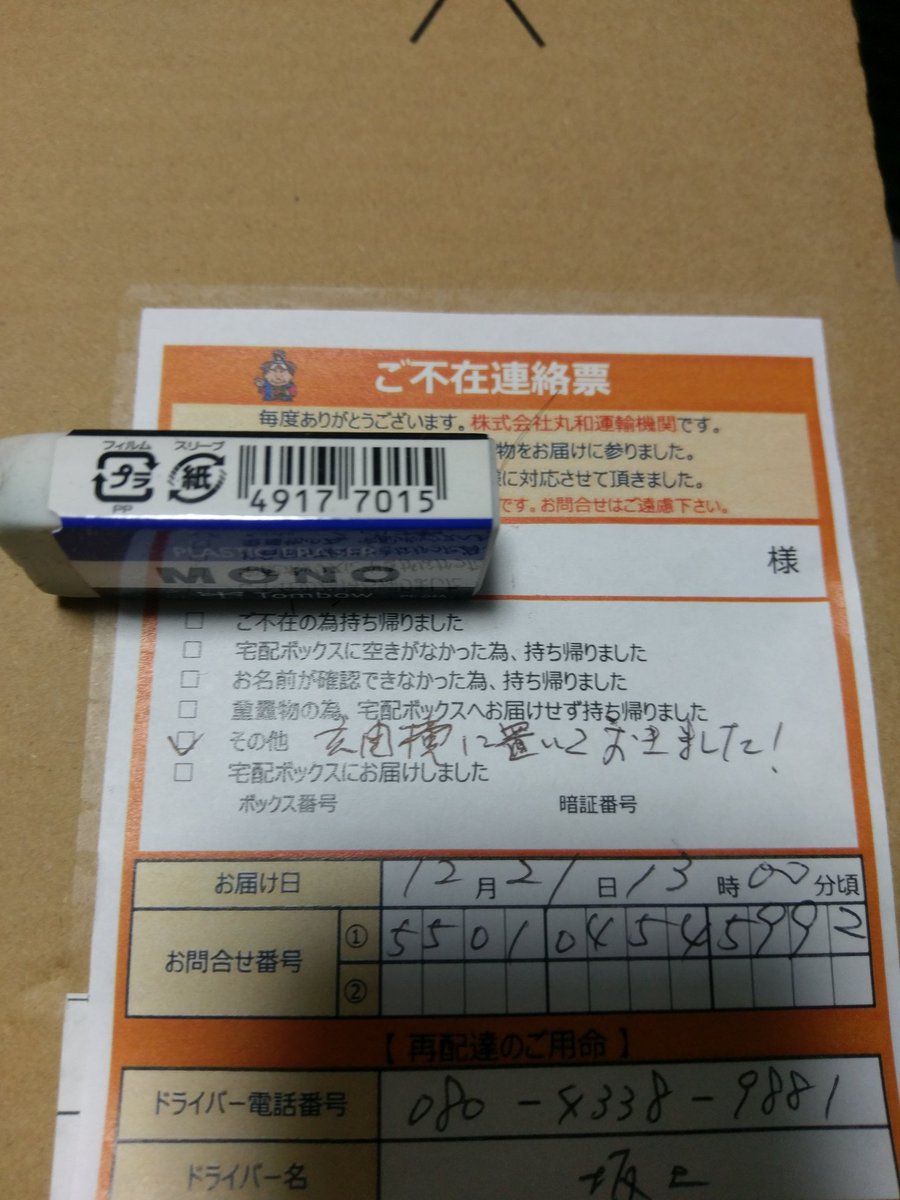 ご不在連絡票
毎度ありがとうございます。株式会社丸和運輸機関です。
物をお届けに参りました。
に対応させて頂きました。
です。お問合せはご遠慮下さい。
フィルム
プラ
PP
スリーブ
紙
4917 7015
PLASTIC ERASER
MONO
Tombow
様
ご不在の為持ち帰りました
宅配ボックスに空きがなかった為、持ち帰りました
お名前が確認できなかった為、持ち帰りました
重量物の為、宅配ボックスへお届けせず持ち帰りました
その他 玄関横に置いておきました!
宅配ボックスにお届けしました
ボックス番号 暗証番号
お届け日 12月21日13時00分頃
お問合せ番号 ① 5501 0454 5992
②
【 再配達のご用命 】
ドライバー電話番号 080-4338-9881
ドライバー名